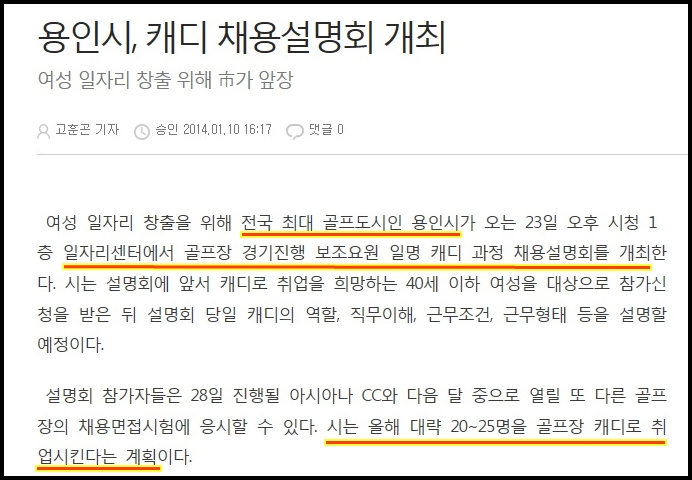 용인시, 캐디 채용설명회 개최
여성 일자리 창출 위해 市가 앞장
고훈곤 기자 승인 2014.01.10 16:17 댓글 0
여성 일자리 창출을 위해 전국 최대 골프도시인 용인시가 오는 23일 오후 시청 1
층 일자리센터에서 골프장 경기진행 보조요원 일명 캐디 과정 채용설명회를 개최한
다. 시는 설명회에 앞서 캐디로 취업을 희망하는 40세 이하 여성을 대상으로 참가신
청을 받은 뒤 설명회 당일 캐디의 역할, 직무이해, 근무조건, 근무형태 등을 설명할
예정이다.
설명회 참가자들은 28일 진행될 아시아나 CC와 다음 달 중으로 열릴 또 다른 골프
장의 채용면접시험에 응시할 수 있다. 시는 올해 대략 20~25명을 골프장 캐디로 취
업시킨다는 계획이다.